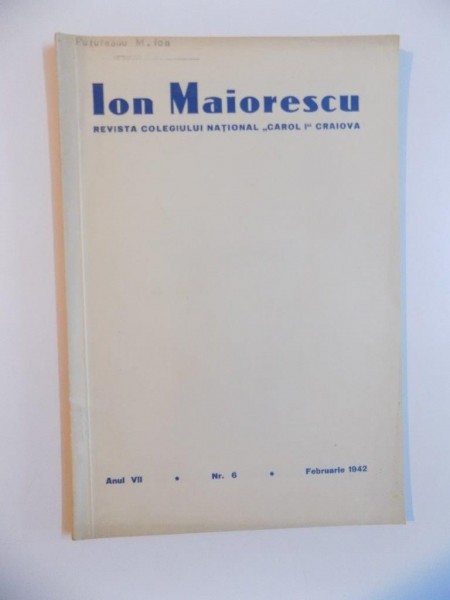 Ion Maiorescu
REVISTA COLEGIULUI NAȚIONAL „CAROL I" CRAIOVA
Anul VII • Nr. 6 • Februarie 1942